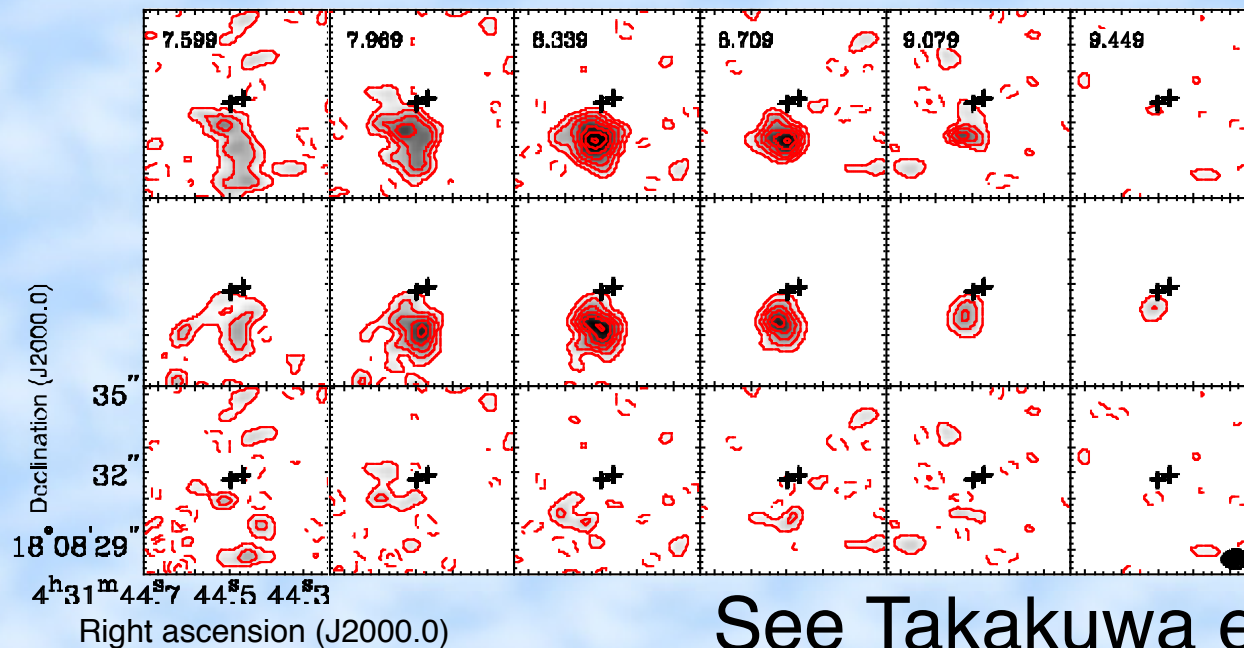 7.599 7.969 8.339 8.709 9.079 9.449
Declination (J2000.0)
35″
32″
18°08′29″
4ʰ31ᵐ44ˢ.7 44ˢ.5 44ˢ.3
Right ascension (J2000.0)
See Takakuwa e